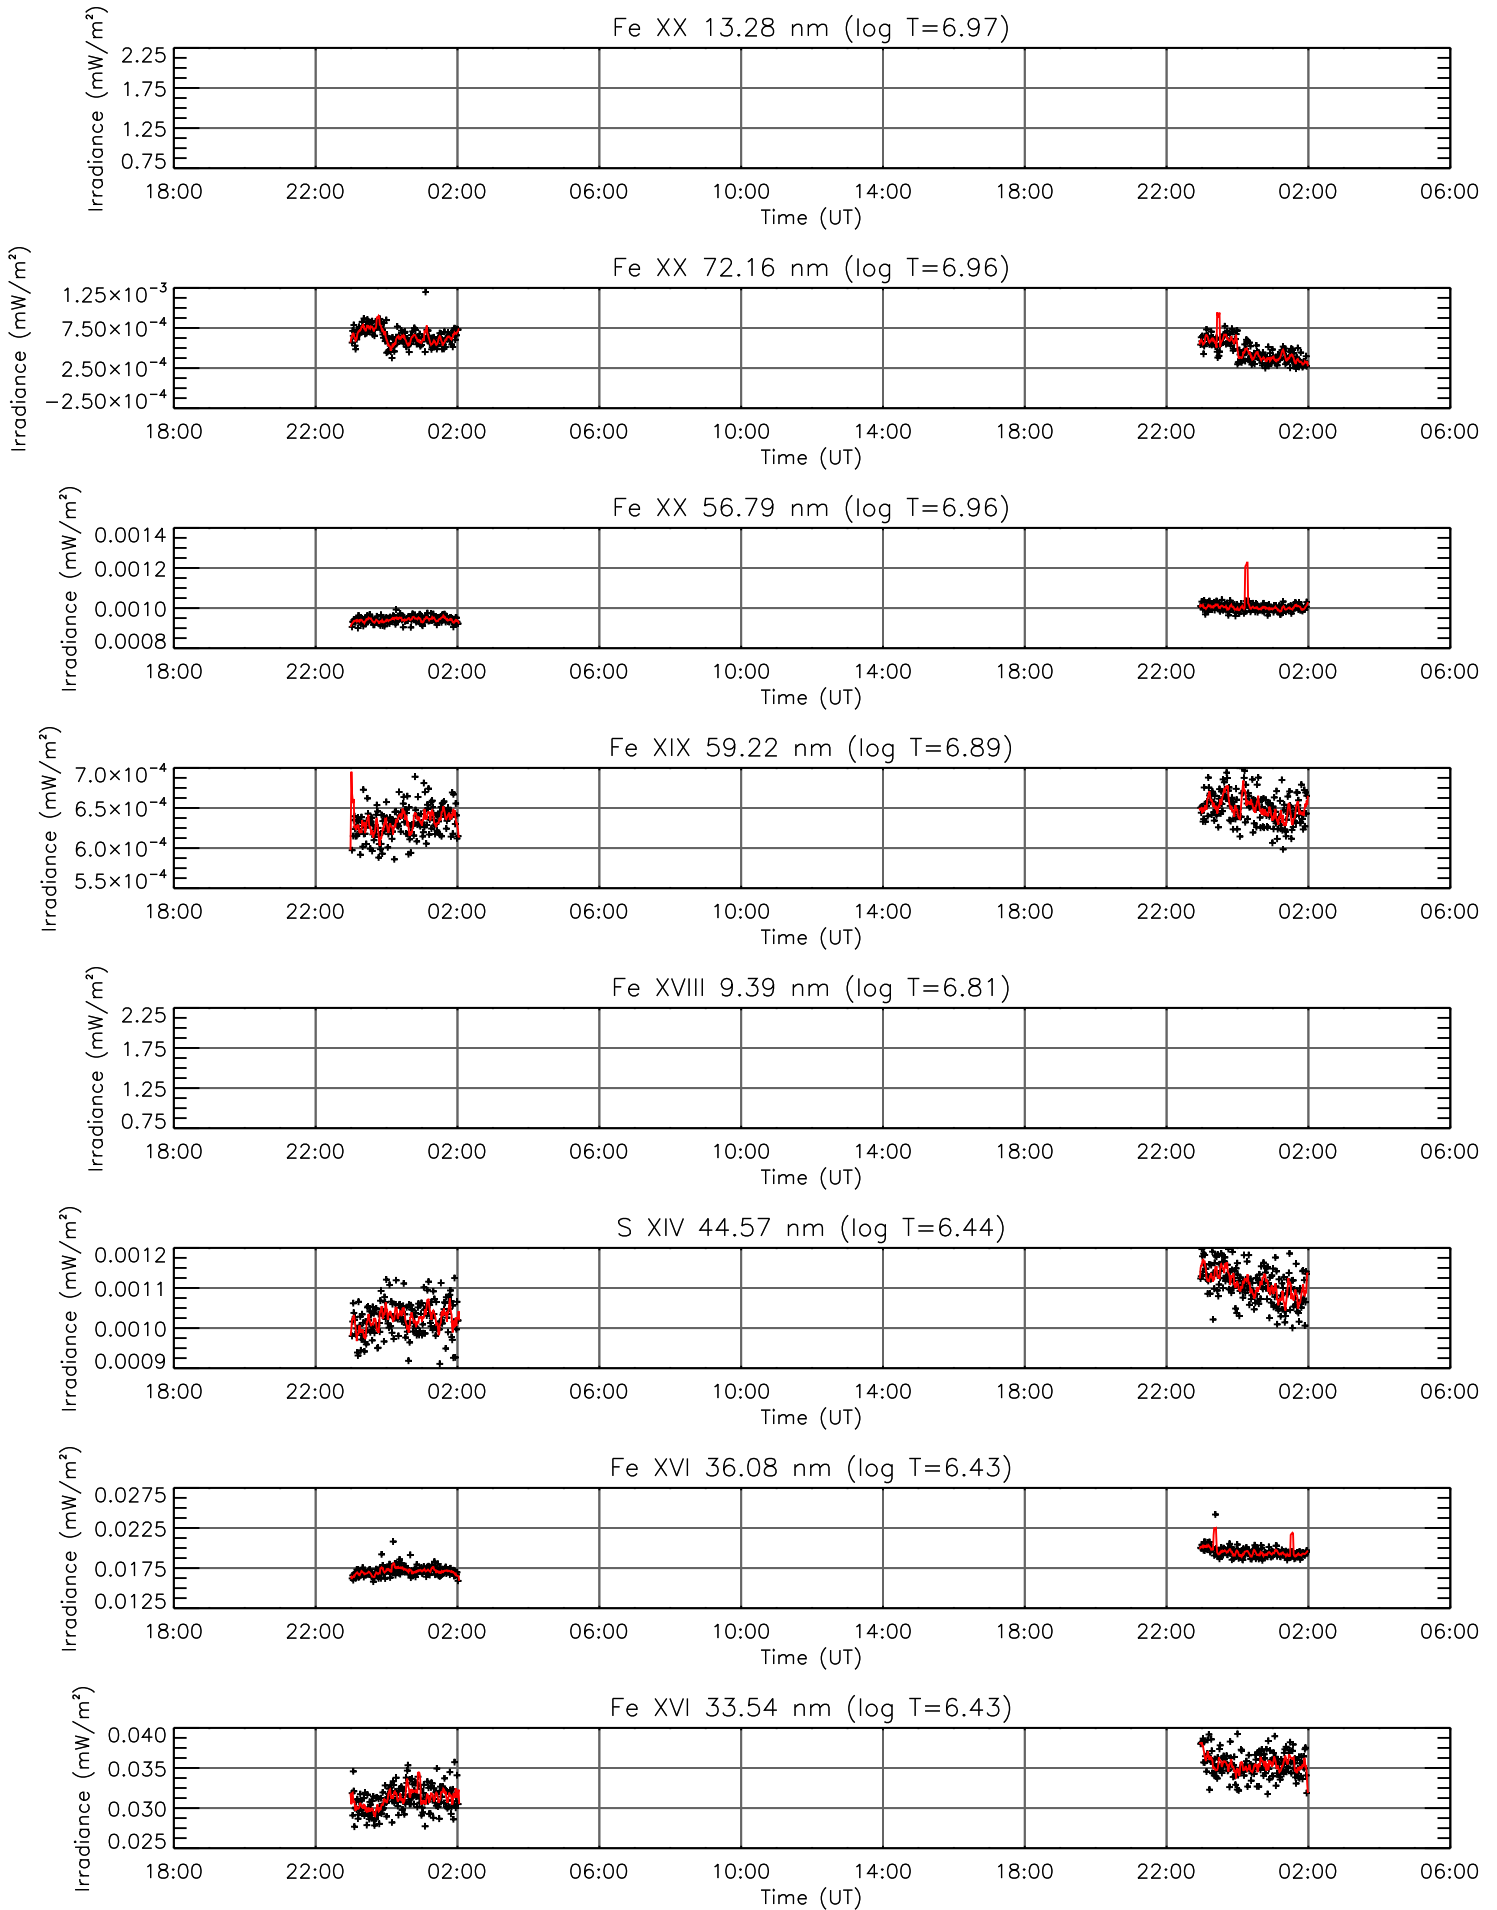 Fe XX 13.28 nm (log T=6.97)
Irradiance (mW/m²)
2.25
1.75
1.25
0.75
18:00 22:00 02:00 06:00 10:00 14:00 18:00 22:00 02:00 06:00
Time (UT)
Fe XX 72.16 nm (log T=6.96)
Irradiance (mW/m²)
1.25×10⁻³
7.50×10⁻⁴
2.50×10⁻⁴
−2.50×10⁻⁴
18:00 22:00 02:00 06:00 10:00 14:00 18:00 22:00 02:00 06:00
Time (UT)
Fe XX 56.79 nm (log T=6.96)
Irradiance (mW/m²)
0.0014
0.0012
0.0010
0.0008
18:00 22:00 02:00 06:00 10:00 14:00 18:00 22:00 02:00 06:00
Time (UT)
Fe XIX 59.22 nm (log T=6.89)
Irradiance (mW/m²)
7.0×10⁻⁴
6.5×10⁻⁴
6.0×10⁻⁴
5.5×10⁻⁴
18:00 22:00 02:00 06:00 10:00 14:00 18:00 22:00 02:00 06:00
Time (UT)
Fe XVIII 9.39 nm (log T=6.81)
Irradiance (mW/m²)
2.25
1.75
1.25
0.75
18:00 22:00 02:00 06:00 10:00 14:00 18:00 22:00 02:00 06:00
Time (UT)
S XIV 44.57 nm (log T=6.44)
Irradiance (mW/m²)
0.0012
0.0011
0.0010
0.0009
18:00 22:00 02:00 06:00 10:00 14:00 18:00 22:00 02:00 06:00
Time (UT)
Fe XVI 36.08 nm (log T=6.43)
Irradiance (mW/m²)
0.0275
0.0225
0.0175
0.0125
18:00 22:00 02:00 06:00 10:00 14:00 18:00 22:00 02:00 06:00
Time (UT)
Fe XVI 33.54 nm (log T=6.43)
Irradiance (mW/m²)
0.040
0.035
0.030
0.025
18:00 22:00 02:00 06:00 10:00 14:00 18:00 22:00 02:00 06:00
Time (UT)